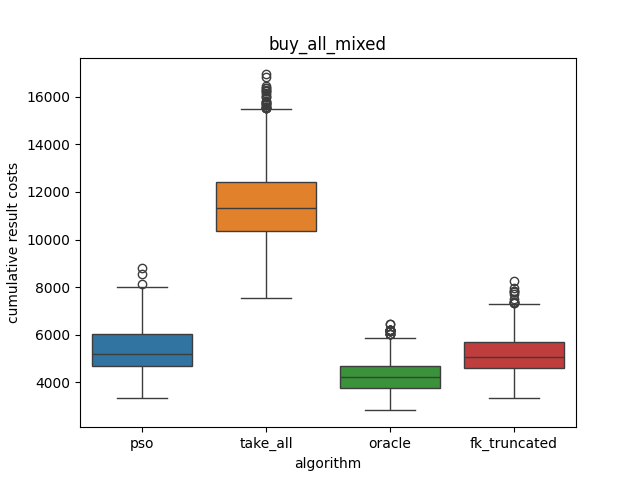 buy_all_mixed
cumulative result costs
16000
14000
12000
10000
8000
6000
4000
pso take_all oracle fk_truncated
algorithm